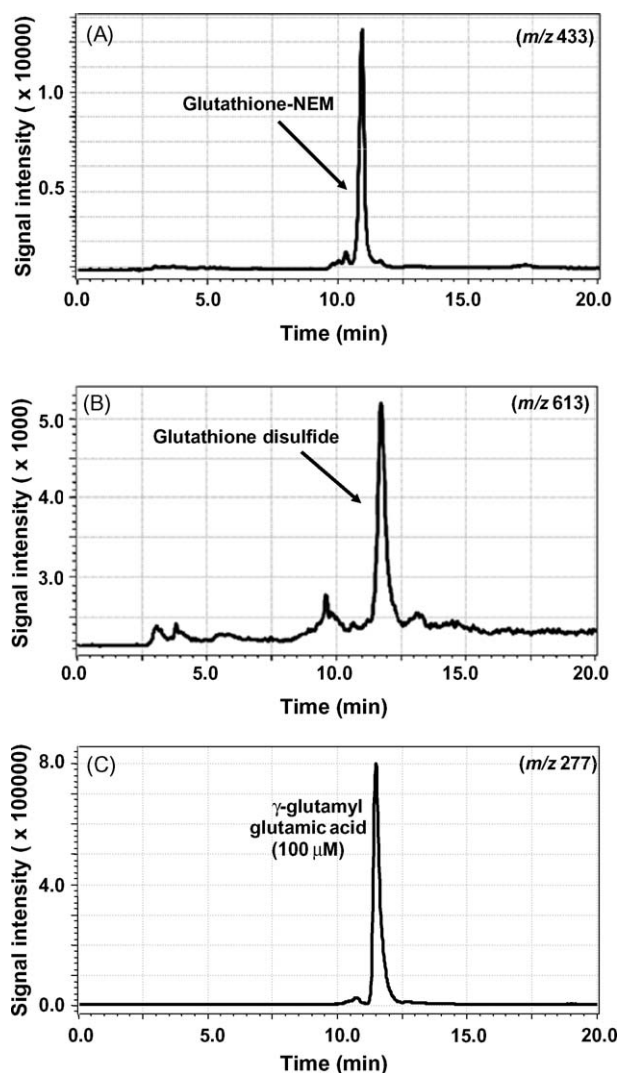 (A)
(m/z 433)
Signal intensity ( x 10000)
1.0
Glutathione-NEM
0.5
0.0
5.0
10.0
15.0
20.0
Time (min)
(B)
(m/z 613)
Signal intensity ( x 1000)
5.0
Glutathione disulfide
4.0
3.0
0.0
5.0
10.0
15.0
20.0
Time (min)
(C)
(m/z 277)
Signal intensity ( x 100000)
8.0
γ-glutamyl
glutamic acid
(100 μM)
4.0
0.0
0.0
5.0
10.0
15.0
20.0
Time (min)